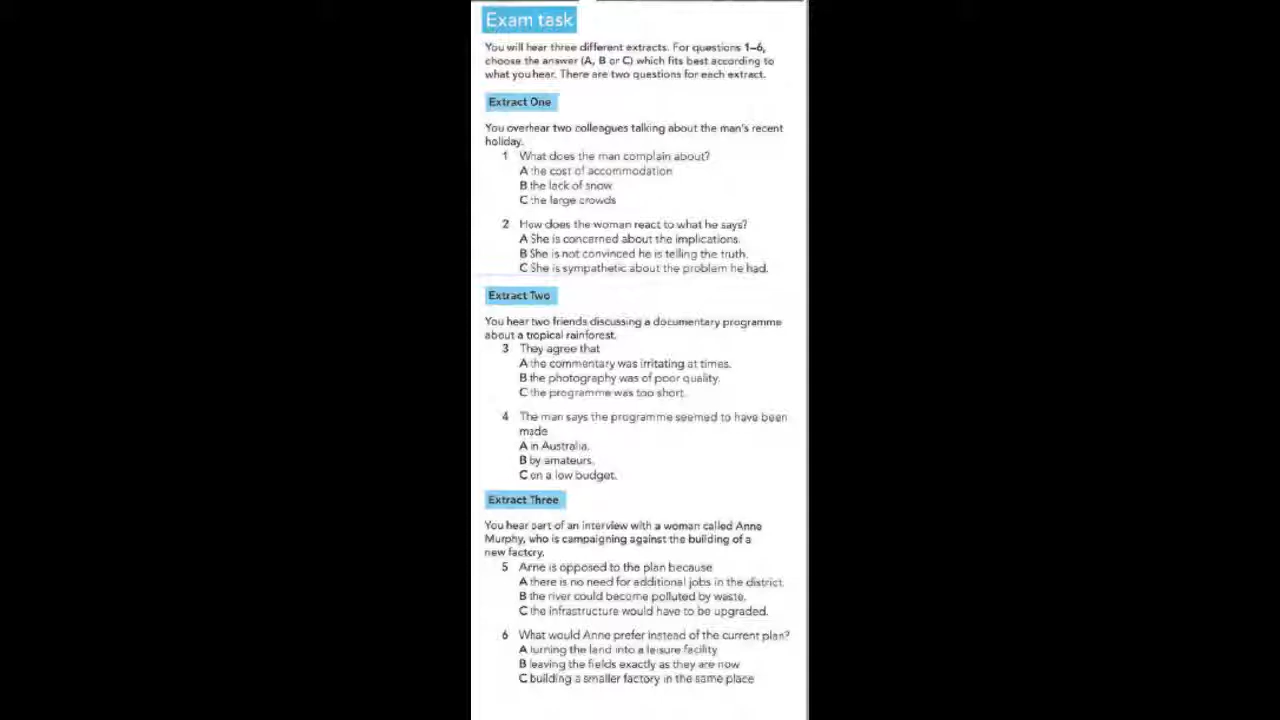 Exam task
You will hear three different extracts. For questions 1–6,
choose the answer (A, B or C) which fits best according to
what you hear. There are two questions for each extract.
Extract One
You overhear two colleagues talking about the man's recent
holiday.
1 What does the man complain about?
A the cost of accommodation
B the lack of snow
C the large crowds
2 How does the woman react to what he says?
A She is concerned about the implications.
B She is not convinced he is telling the truth.
C She is sympathetic about the problem he had.
Extract Two
You hear two friends discussing a documentary programme
about a tropical rainforest.
3 They agree that
A the commentary was irritating at times.
B the photography was of poor quality.
C the programme was too short.
4 The man says the programme seemed to have been
made
A in Australia.
B by amateurs.
C on a low budget.
Extract Three
You hear part of an interview with a woman called Anne
Murphy, who is campaigning against the building of a
new factory.
5 Anne is opposed to the plan because
A there is no need for additional jobs in the district.
B the river could become polluted by waste.
C the infrastructure would have to be upgraded.
6 What would Anne prefer instead of the current plan?
A turning the land into a leisure facility
B leaving the fields exactly as they are now
C building a smaller factory in the same place